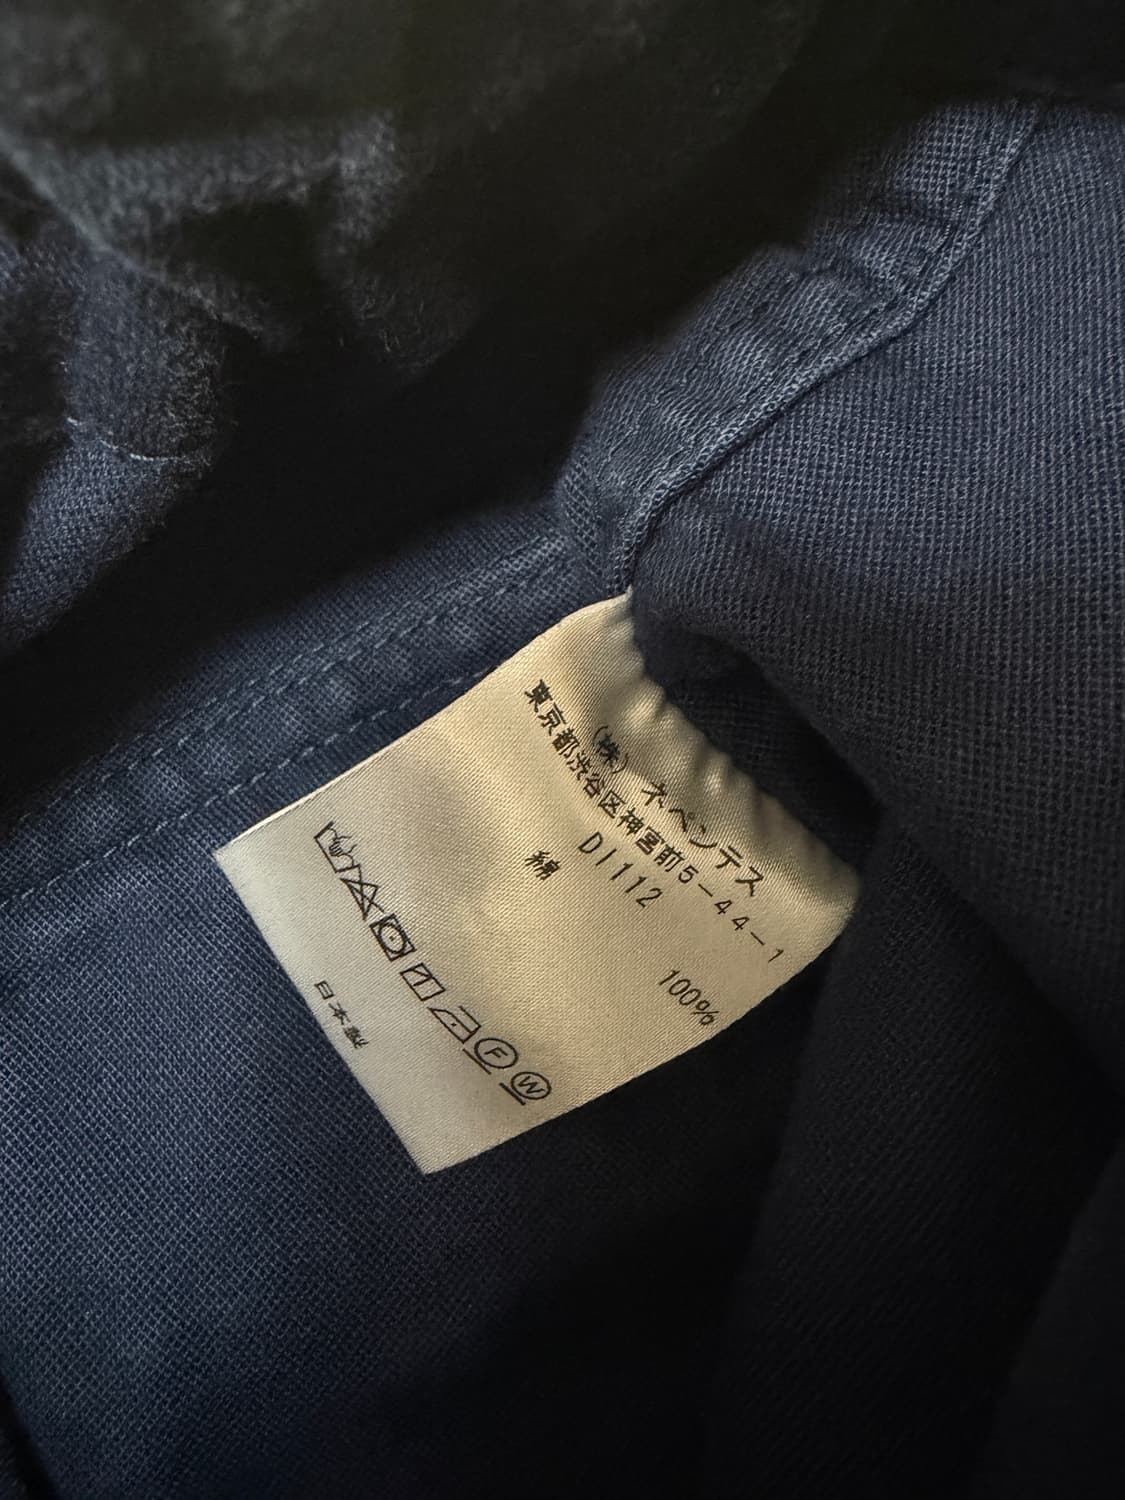 (株)ネペンテス
東京都渋谷区神宮前5-44-1
DI112
綿 100%
F W
日本製